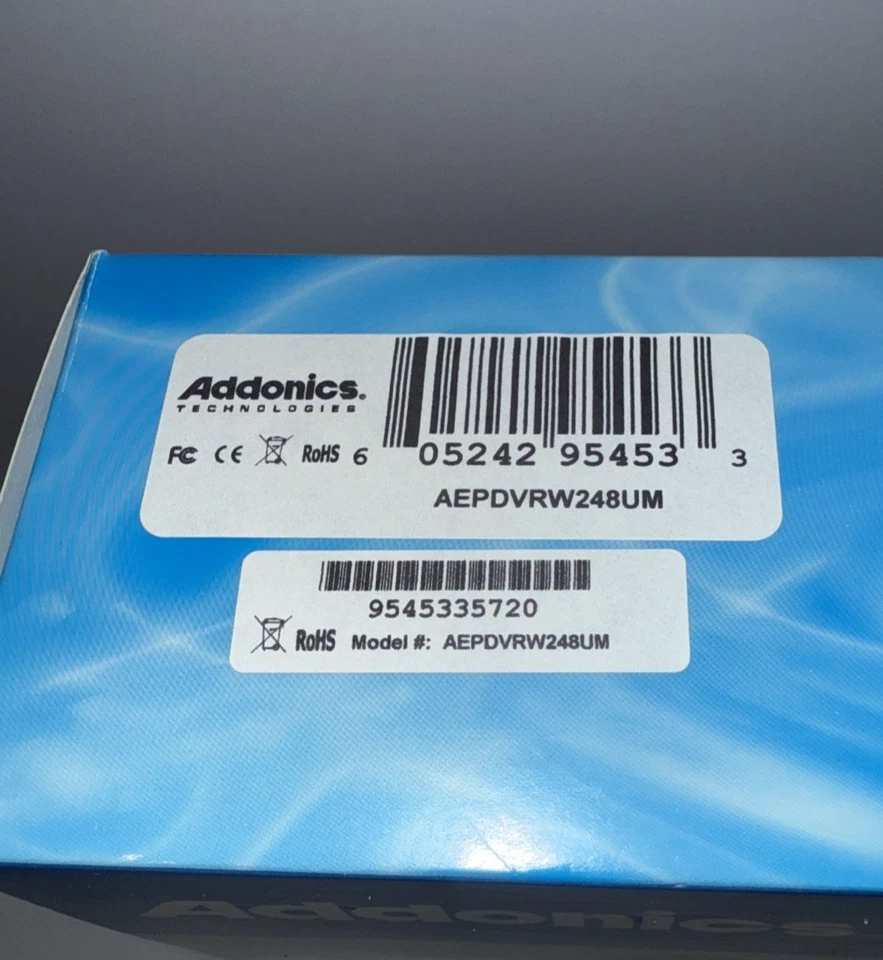 Addonics.
TECHNOLOGIES
FC CE RoHS 6 05242 95453 3
AEPDVRW248UM
9545335720
RoHS Model #: AEPDVRW248UM
Addonics